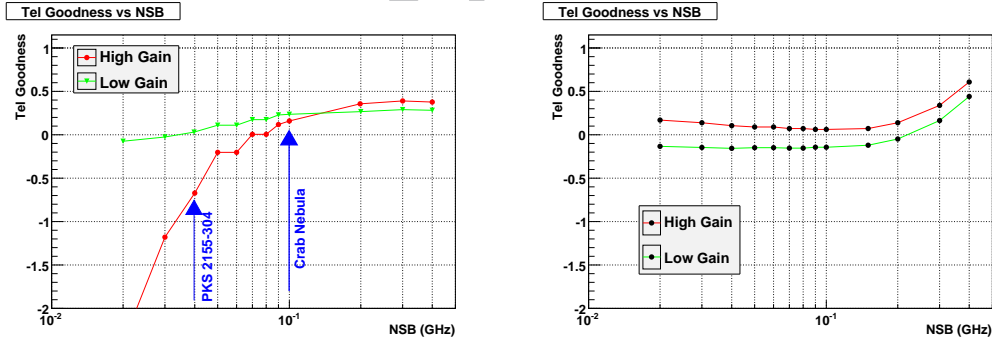 Tel Goodness vs NSB
Tel Goodness
1
0.5
0
-0.5
-1
-1.5
-2
High Gain
Low Gain
PKS 2155-304
Crab Nebula
10-2
10-1
NSB (GHz)
Tel Goodness vs NSB
Tel Goodness
1
0.5
0
-0.5
-1
-1.5
-2
High Gain
Low Gain
10-2
10-1
NSB (GHz)